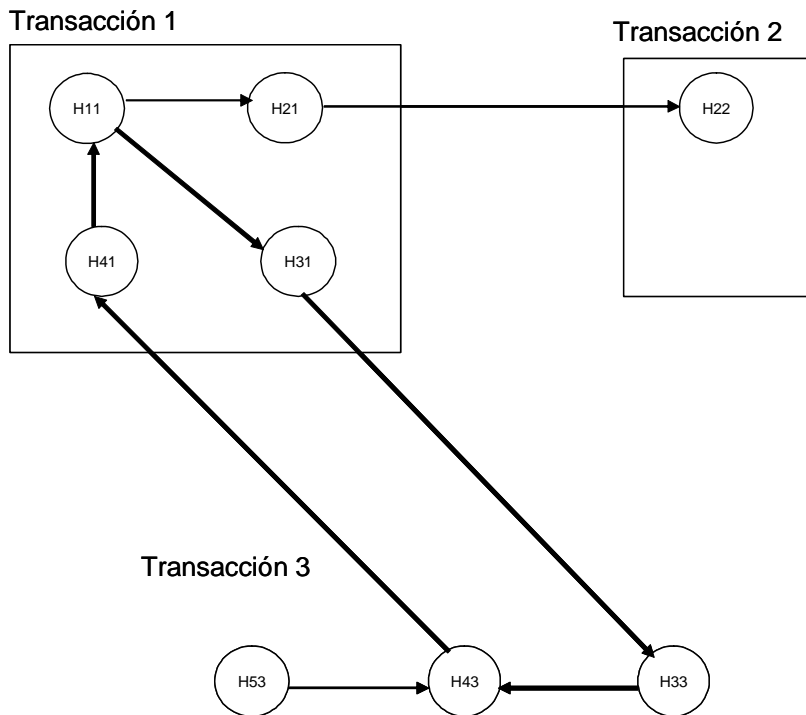 Transacción 1
Transacción 2
H11
H21
H22
H41
H31
Transacción 3
H53
H43
H33